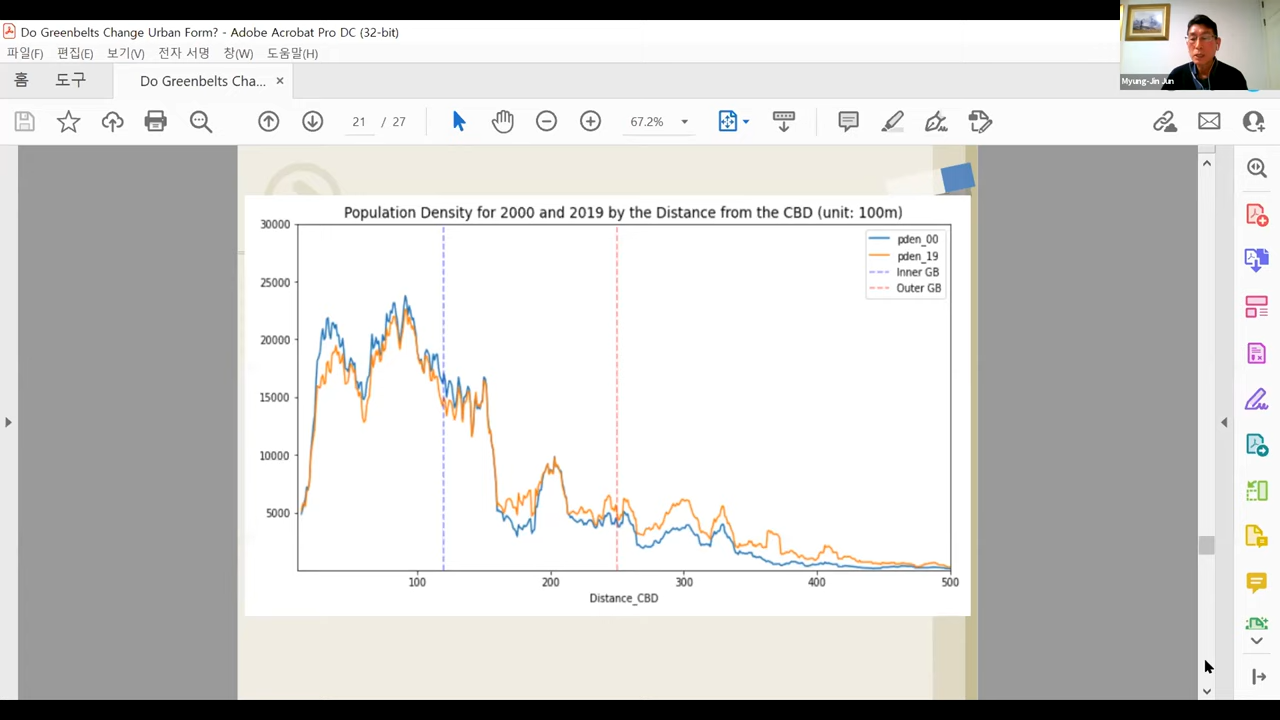 Do Greenbelts Change Urban Form? - Adobe Acrobat Pro DC (32-bit)
파일(F) 편집(E) 보기(V) 전자 서명 창(W) 도움말(H)
Myung-Jin Jun
홈 도구 Do Greenbelts Cha... ×
21 / 27 67.2%
Population Density for 2000 and 2019 by the Distance from the CBD (unit: 100m)
30000
25000
20000
15000
10000
5000
pden_00
pden_19
Inner GB
Outer GB
100 200 300 400 500
Distance_CBD